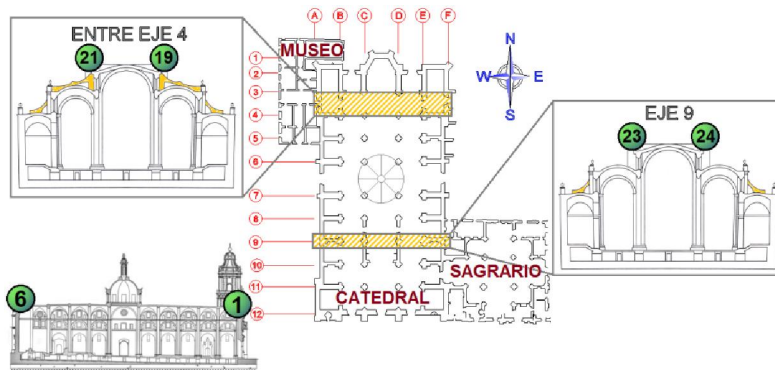 ENTRE EJE 4
21
19
A
B
C
D
E
F
MUSEO
1
2
3
4
5
6
7
8
9
10
11
12
N
W
E
S
EJE 9
23
24
SAGRARIO
CATEDRAL
6
1